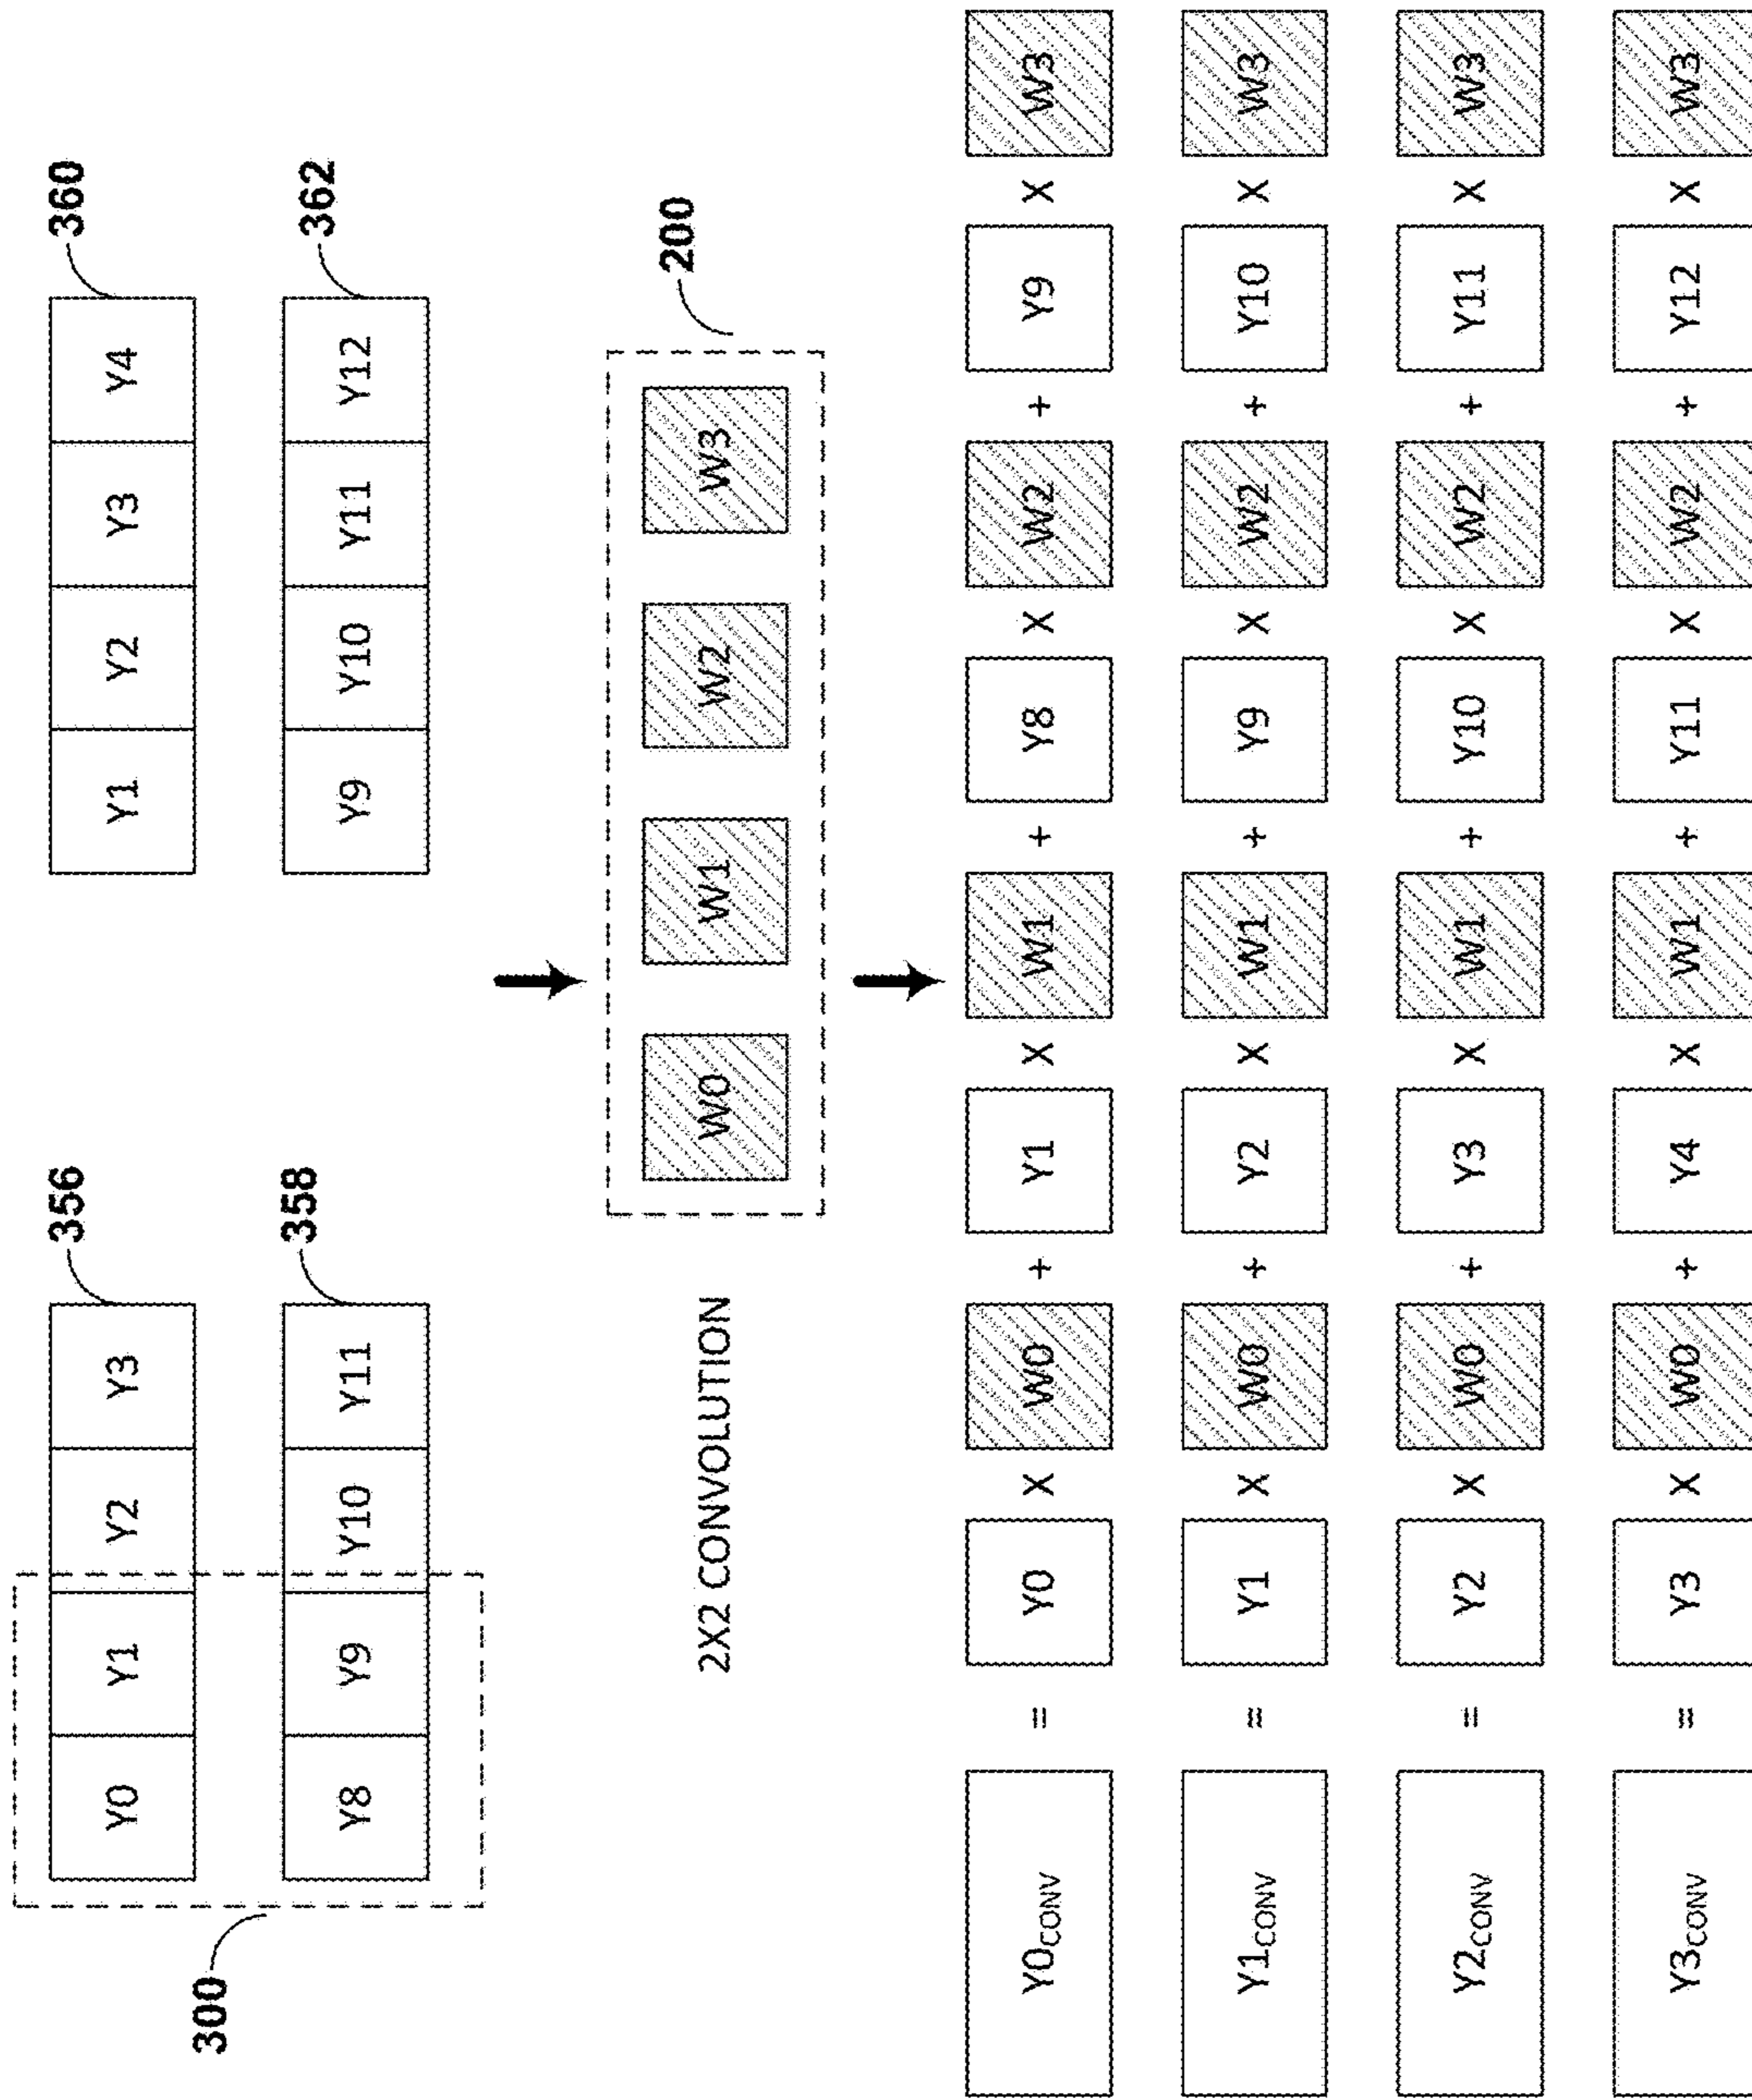 356 360
Y0 Y1 Y2 Y3 Y1 Y2 Y3 Y4
300
358 362
Y8 Y9 Y10 Y11 Y9 Y10 Y11 Y12
200
2X2 CONVOLUTION W0 W1 W2 W3
Y0CONV = Y0 X W0 + Y1 X W1 + Y8 X W2 + Y9 X W3
Y1CONV = Y1 X W0 + Y2 X W1 + Y9 X W2 + Y10 X W3
Y2CONV = Y2 X W0 + Y3 X W1 + Y10 X W2 + Y11 X W3
Y3CONV = Y3 X W0 + Y4 X W1 + Y11 X W2 + Y12 X W3